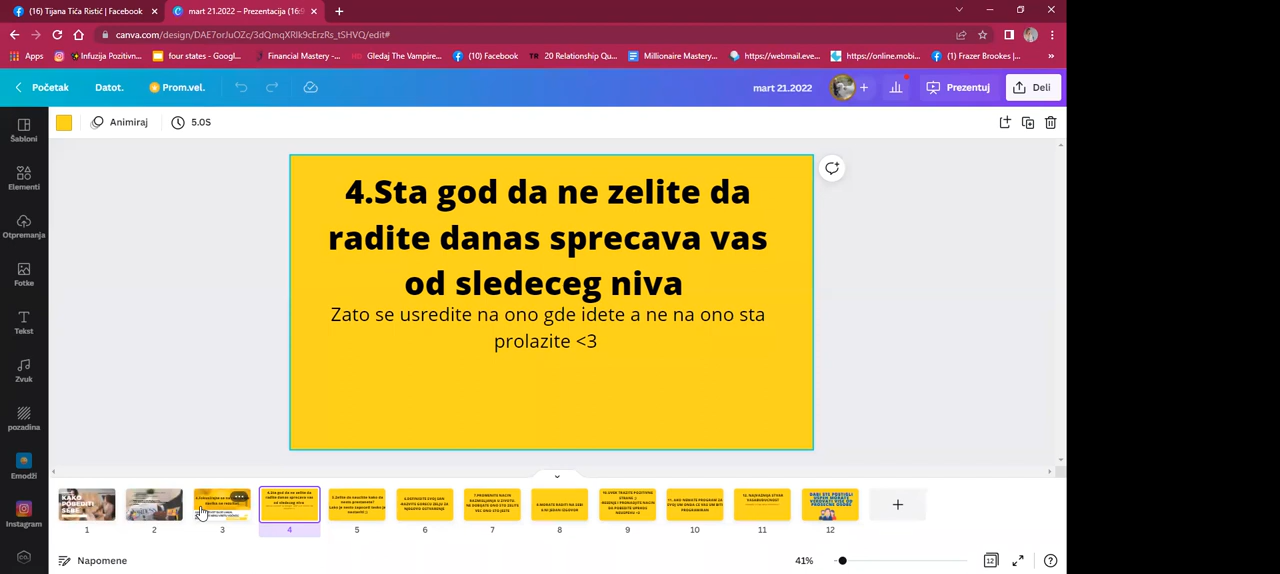 (16) Tijana Tića Ristić | Facebook
mart 21.2022 – Prezentacija (16:9
canva.com/design/DAE7orJuOZc/3dQmqXRlk9cErzRs_tSHVQ/edit#
Apps
Infuzija Pozitivn...
four states - Googl...
Financial Mastery -...
Gledaj The Vampire...
(10) Facebook
20 Relationship Qu...
Millionaire Mastery...
https://webmail.eve...
https://online.mobi...
(1) Frazer Brookes |...
Početak
Datot.
Prom.vel.
mart 21.2022
Prezentuj
Deli
Animiraj
5.0S
Šabloni
Elementi
Otpremanja
Fotke
Tekst
Zvuk
pozadina
Emodži
Instagram
4.Sta god da ne zelite da
radite danas sprecava vas
od sledeceg niva
Zato se usredite na ono gde idete a ne na ono sta
prolazite <3
KAKO
POBEDITI
SEBE
1
2
3
4
5
6
7
8
9
10
11
12
Napomene
41%
12